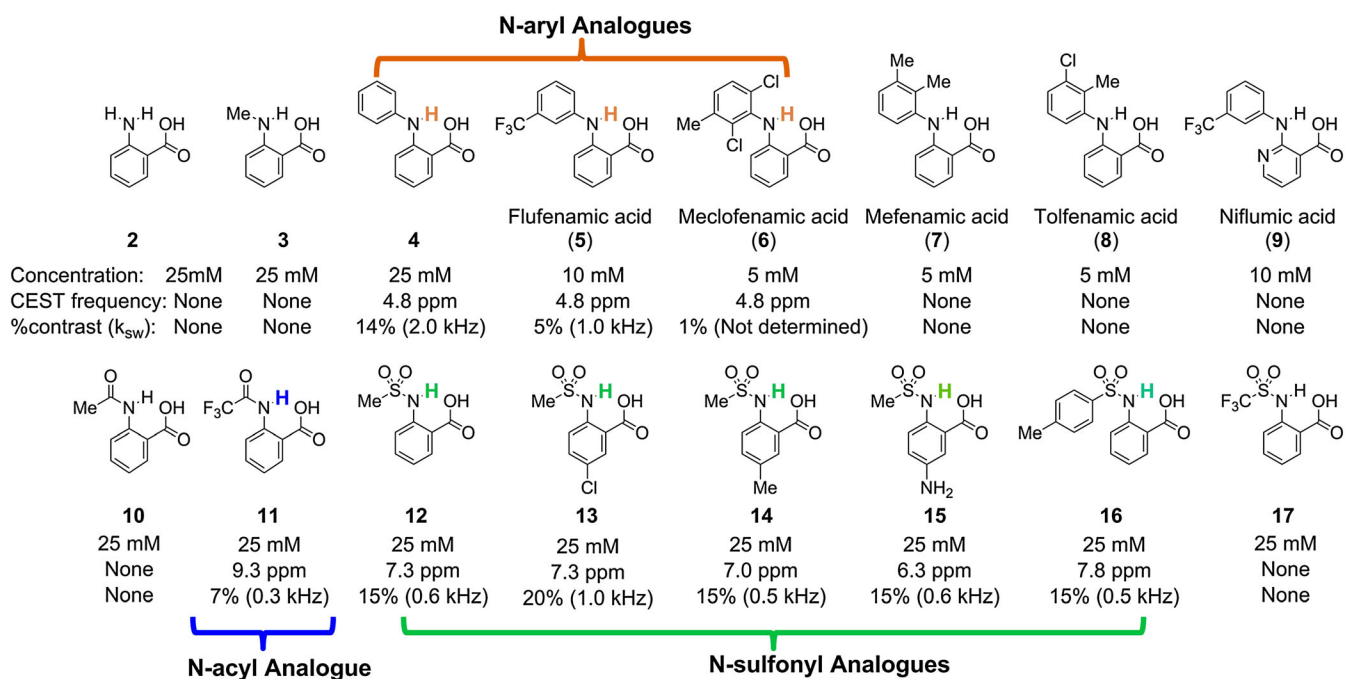 N-aryl Analogues
H H N OH O
Me H N OH O
H N OH O
F3C H N OH O
Cl Me Cl H N OH O
Me Me H N OH O
Cl Me H N OH O
F3C H N N OH O
Flufenamic acid Meclofenamic acid Mefenamic acid Tolfenamic acid Niflumic acid
2 3 4 (5) (6) (7) (8) (9)
Concentration: 25mM 25 mM 25 mM 10 mM 5 mM 5 mM 5 mM 10 mM
CEST frequency: None None 4.8 ppm 4.8 ppm 4.8 ppm None None None
%contrast (ksw): None None 14% (2.0 kHz) 5% (1.0 kHz) 1% (Not determined) None None None
O Me N H OH O
O F3C N H OH O
O O S Me N H OH O
O O S Me N H OH O Cl
O O S Me N H OH O Me
O O S Me N H OH O NH2
O O S Me N H OH O
O O S F3C N H OH O
10 11 12 13 14 15 16 17
25 mM 25 mM 25 mM 25 mM 25 mM 25 mM 25 mM 25 mM
None 9.3 ppm 7.3 ppm 7.3 ppm 7.0 ppm 6.3 ppm 7.8 ppm None
None 7% (0.3 kHz) 15% (0.6 kHz) 20% (1.0 kHz) 15% (0.5 kHz) 15% (0.6 kHz) 15% (0.5 kHz) None
N-acyl Analogue N-sulfonyl Analogues